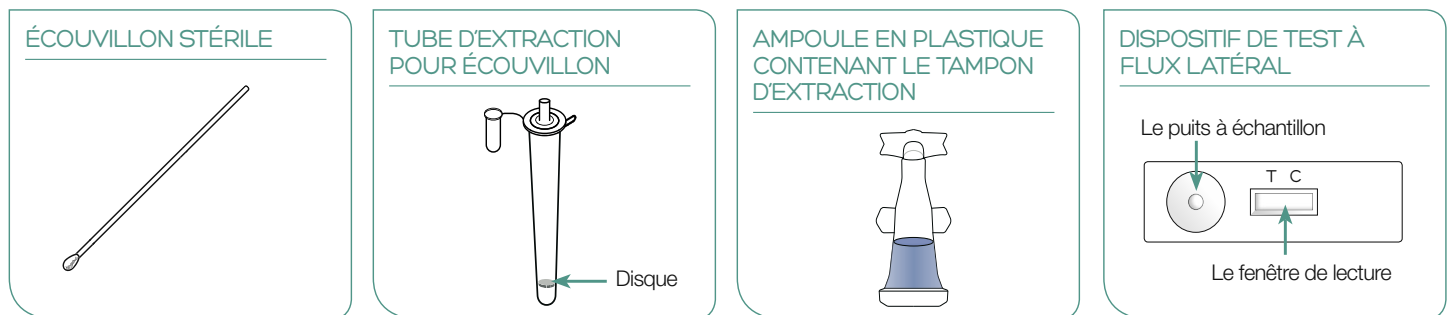 ÉCOUVILLON STÉRILE
TUBE D'EXTRACTION
POUR ÉCOUVILLON
Disque
AMPOULE EN PLASTIQUE
CONTENANT LE TAMPON
D'EXTRACTION
DISPOSITIF DE TEST À
FLUX LATÉRAL
Le puits à échantillon
T C
Le fenêtre de lecture